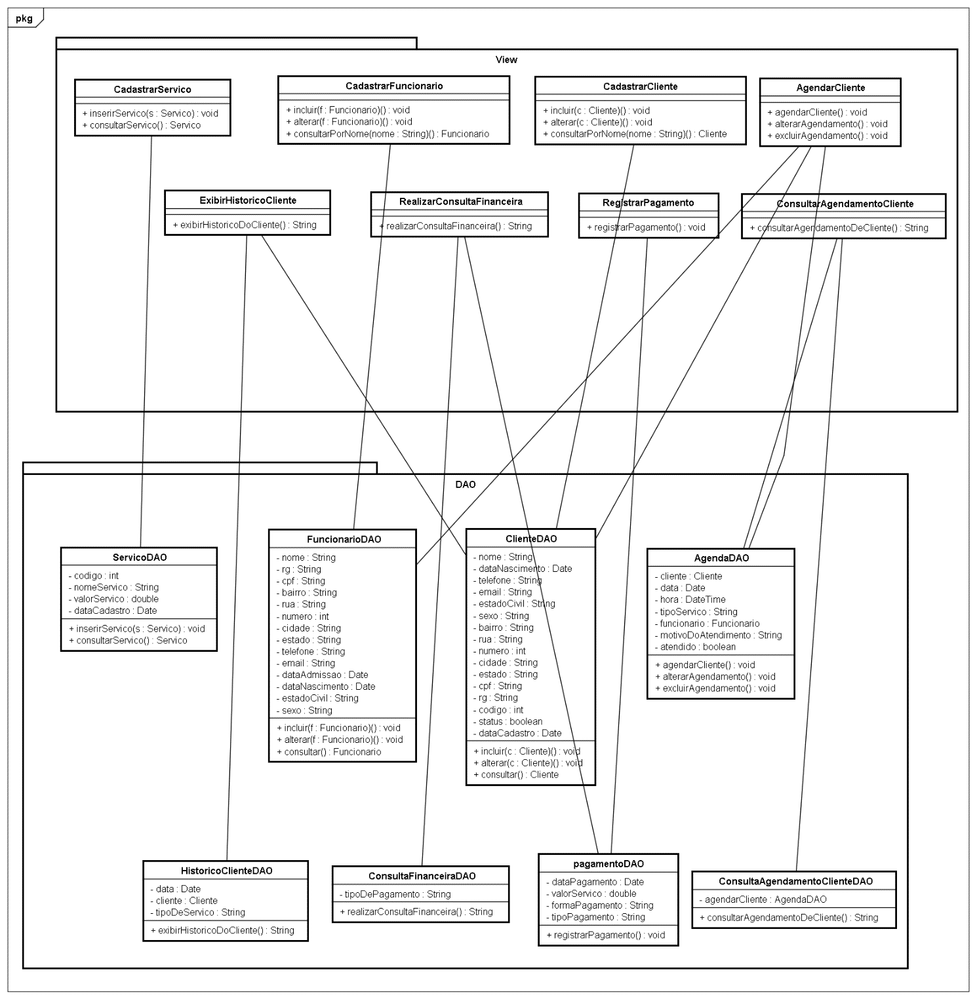 pkg
View
CadastrarServico
+ inserirServico(s : Servico) : void
+ consultarServico() : Servico
CadastrarFuncionario
+ incluir(f : Funcionario)() : void
+ alterar(f : Funcionario)() : void
+ consultarPorNome(nome : String)() : Funcionario
CadastrarCliente
+ incluir(c : Cliente)() : void
+ alterar(c : Cliente)() : void
+ consultarPorNome(nome : String)() : Cliente
AgendarCliente
+ agendarCliente() : void
+ alterarAgendamento() : void
+ excluirAgendamento() : void
ExibirHistoricoCliente
+ exibirHistoricoDoCliente() : String
RealizarConsultaFinanceira
+ realizarConsultaFinanceira() : String
RegistrarPagamento
+ registrarPagamento() : void
ConsultarAgendamentoCliente
+ consultarAgendamentoDeCliente() : String
DAO
ServicoDAO
- codigo : int
- nomeServico : String
- valorServico : double
- dataCadastro : Date
+ inserirServico(s : Servico) : void
+ consultarServico() : Servico
FuncionarioDAO
- nome : String
- rg : String
- cpf : String
- bairro : String
- rua : String
- numero : int
- cidade : String
- estado : String
- telefone : String
- email : String
- dataAdmissao : Date
- dataNascimento : Date
- estadoCivil : String
- sexo : String
+ incluir(f : Funcionario)() : void
+ alterar(f : Funcionario)() : void
+ consultar() : Funcionario
ClienteDAO
- nome : String
- dataNascimento : Date
- telefone : String
- email : String
- estadoCivil : String
- sexo : String
- bairro : String
- rua : String
- numero : int
- cidade : String
- estado : String
- cpf : String
- rg : String
- codigo : int
- status : boolean
- dataCadastro : Date
+ incluir(c : Cliente)() : void
+ alterar(c : Cliente)() : void
+ consultar() : Cliente
AgendaDAO
- cliente : Cliente
- data : Date
- hora : DateTime
- tipoServico : String
- funcionario : Funcionario
- motivoDoAtendimento : String
- atendido : boolean
+ agendarCliente() : void
+ alterarAgendamento() : void
+ excluirAgendamento() : void
HistoricoClienteDAO
- data : Date
- cliente : Cliente
- tipoDeServico : String
+ exibirHistoricoDoCliente() : String
ConsultaFinanceiraDAO
- tipoDePagamento : String
+ realizarConsultaFinanceira() : String
pagamentoDAO
- dataPagamento : Date
- valorServico : double
- formaPagamento : String
- tipoPagamento : String
+ registrarPagamento() : void
ConsultaAgendamentoClienteDAO
- agendarCliente : AgendaDAO
+ consultarAgendamentoDeCliente() : String